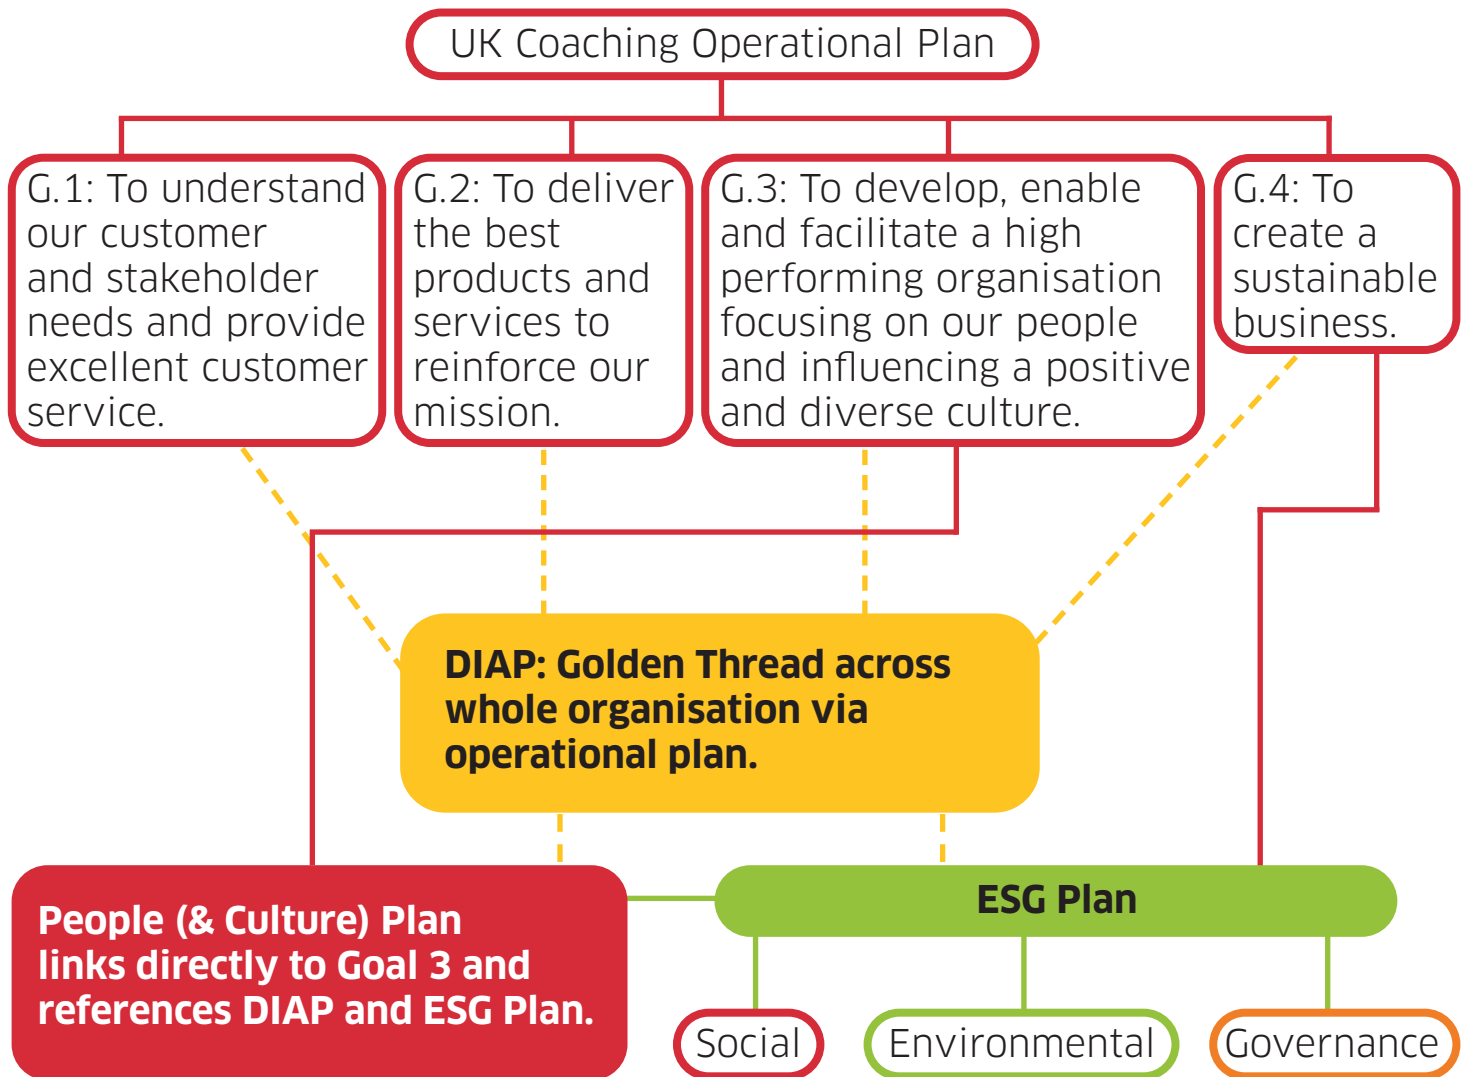 UK Coaching Operational Plan
G.1: To understand
our customer
and stakeholder
needs and provide
excellent customer
service.
G.2: To deliver
the best
products and
services to
reinforce our
mission.
G.3: To develop, enable
and facilitate a high
performing organisation
focusing on our people
and influencing a positive
and diverse culture.
G.4: To
create a
sustainable
business.
DIAP: Golden Thread across
whole organisation via
operational plan.
People (& Culture) Plan
links directly to Goal 3 and
references DIAP and ESG Plan.
ESG Plan
Social
Environmental
Governance